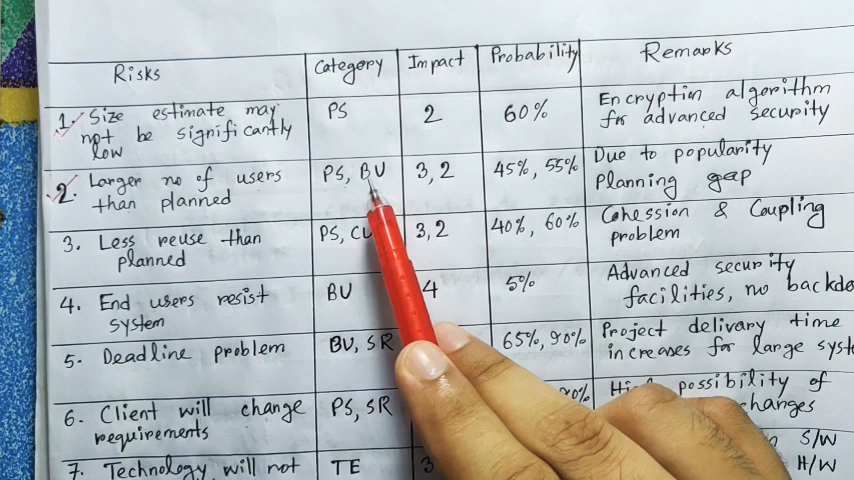 Risks Category Impact Probability Remarks
1. Size estimate may PS 2 60% Encryption algorithm
not be significantly for advanced security
low
2. Larger no of users PS, BU 3, 2 45%, 55% Due to popularity
than planned Planning gap
3. Less reuse than PS, CU 3, 2 40%, 60% Cohession & Coupling
planned problem
4. End users resist BU 4 5% Advanced security
system facilities, no backdo
5. Deadline problem BU, SR 65%, 90% Project delivary time
increases for large syst
6. Client will change PS, SR possibility of
requirements changes
7. Technology will not TE 3 S/W
H/W